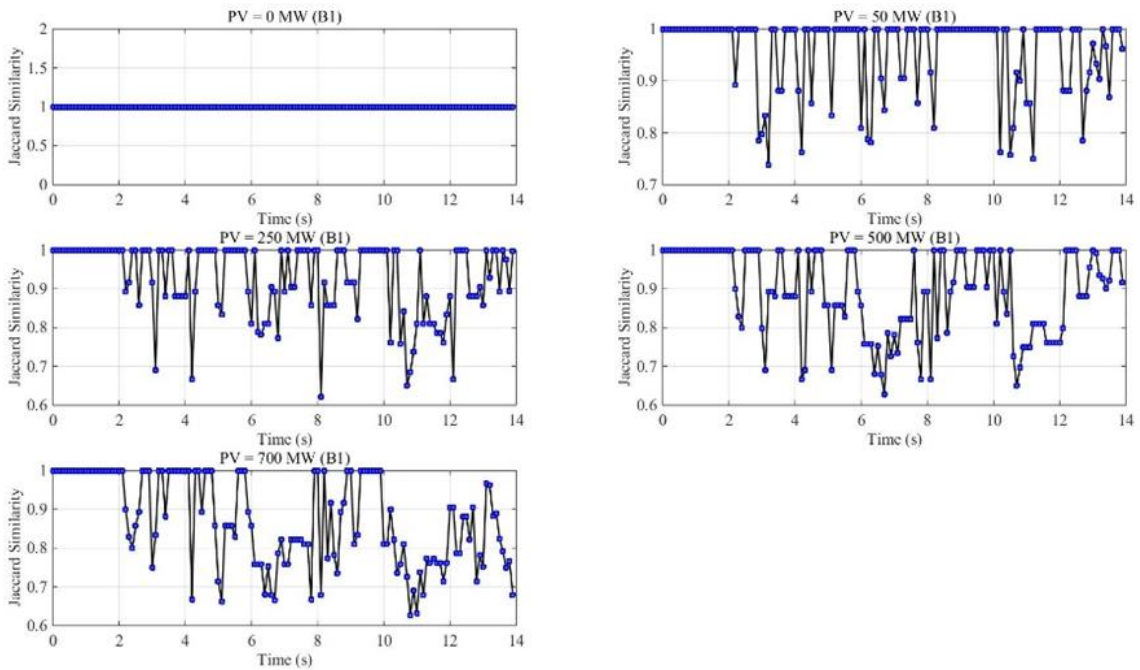 PV = 0 MW (B1)
Jaccard Similarity
2
1.5
1
0.5
0
0 2 4 6 8 10 12 14
Time (s)
PV = 50 MW (B1)
Jaccard Similarity
1
0.9
0.8
0.7
0 2 4 6 8 10 12 14
Time (s)
PV = 250 MW (B1)
Jaccard Similarity
1
0.9
0.8
0.7
0.6
0 2 4 6 8 10 12 14
Time (s)
PV = 500 MW (B1)
Jaccard Similarity
1
0.9
0.8
0.7
0.6
0 2 4 6 8 10 12 14
Time (s)
PV = 700 MW (B1)
Jaccard Similarity
1
0.9
0.8
0.7
0.6
0 2 4 6 8 10 12 14
Time (s)